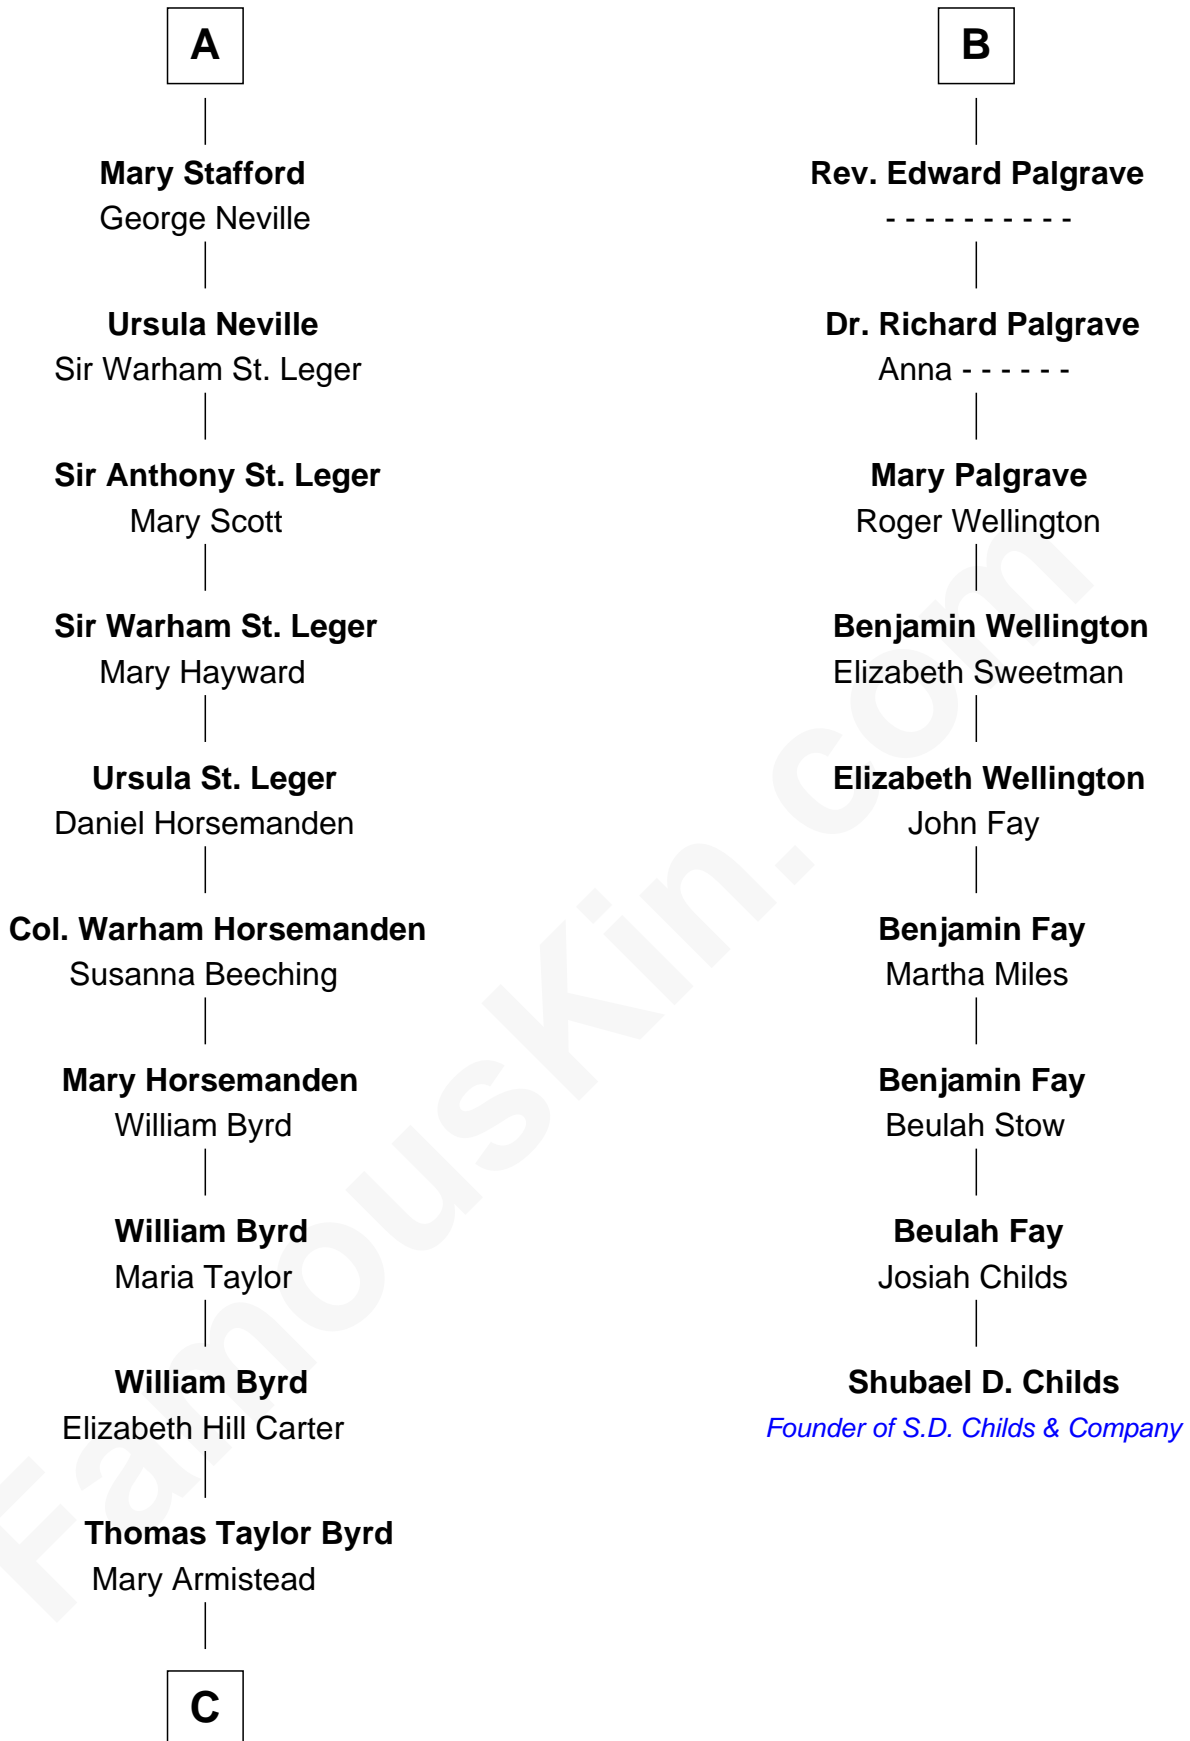 A
Mary Stafford
George Neville
Ursula Neville
Sir Warham St. Leger
Sir Anthony St. Leger
Mary Scott
Sir Warham St. Leger
Mary Hayward
Ursula St. Leger
Daniel Horsemanden
Col. Warham Horsemanden
Susanna Beeching
Mary Horsemanden
William Byrd
William Byrd
Maria Taylor
William Byrd
Elizabeth Hill Carter
Thomas Taylor Byrd
Mary Armistead
C
B
Rev. Edward Palgrave
- - - - - - - - - -
Dr. Richard Palgrave
Anna - - - - - -
Mary Palgrave
Roger Wellington
Benjamin Wellington
Elizabeth Sweetman
Elizabeth Wellington
John Fay
Benjamin Fay
Martha Miles
Benjamin Fay
Beulah Stow
Beulah Fay
Josiah Childs
Shubael D. Childs
Founder of S.D. Childs & Company
FamousKin.com